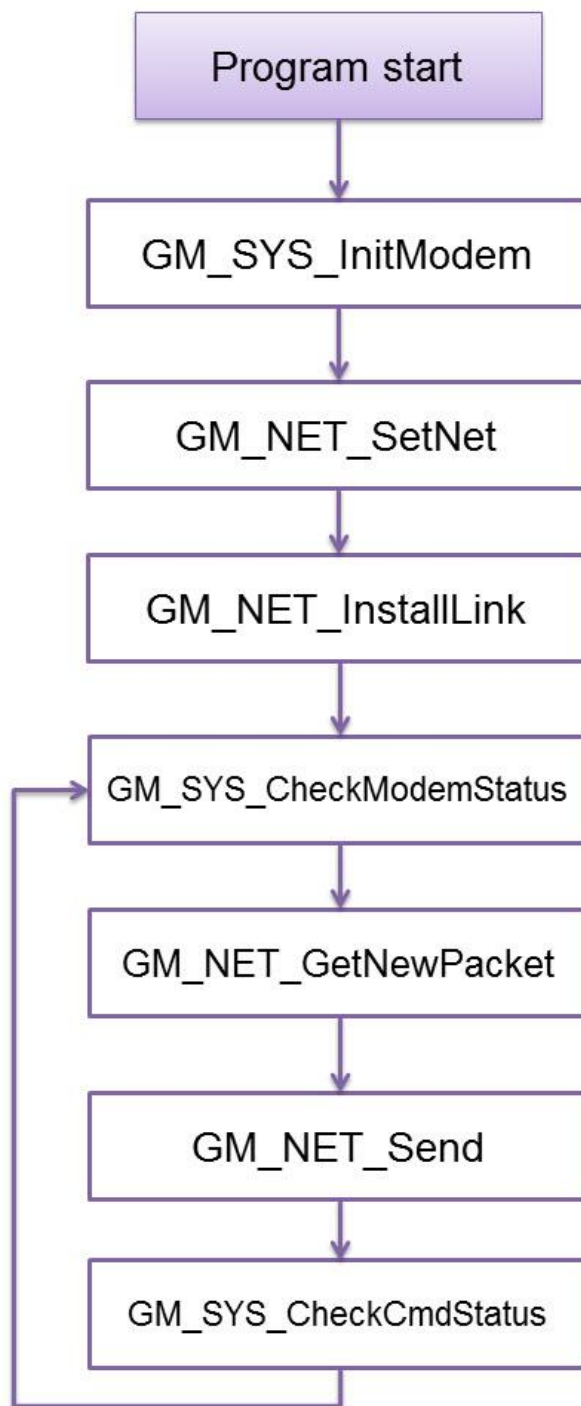 Program start
GM_SYS_InitModem
GM_NET_SetNet
GM_NET_InstallLink
GM_SYS_CheckModemStatus
GM_NET_GetNewPacket
GM_NET_Send
GM_SYS_CheckCmdStatus